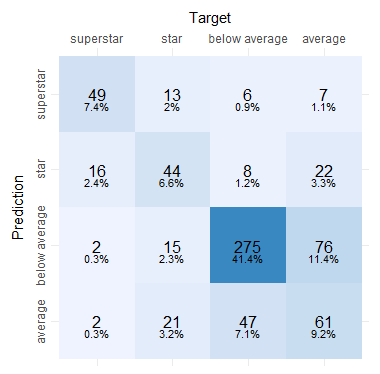 Target
superstar star below average average
Prediction
superstar
49 13 6 7
7.4% 2% 0.9% 1.1%
star
16 44 8 22
2.4% 6.6% 1.2% 3.3%
below average
2 15 275 76
0.3% 2.3% 41.4% 11.4%
average
2 21 47 61
0.3% 3.2% 7.1% 9.2%